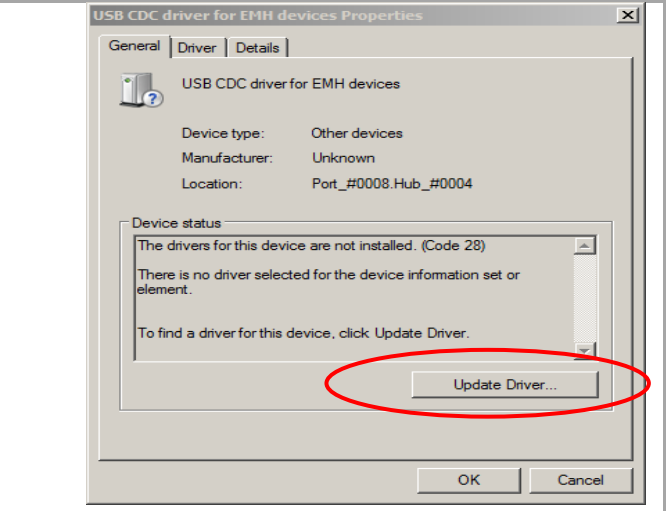 USB CDC driver for EMH devices Properties
General Driver Details
USB CDC driver for EMH devices
Device type: Other devices
Manufacturer: Unknown
Location: Port_#0008.Hub_#0004
Device status
The drivers for this device are not installed. (Code 28)
There is no driver selected for the device information set or
element.
To find a driver for this device, click Update Driver.
Update Driver...
OK Cancel